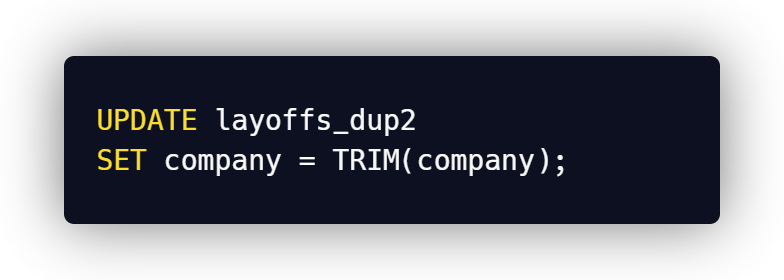 UPDATE layoffs_dup2
SET company = TRIM(company);